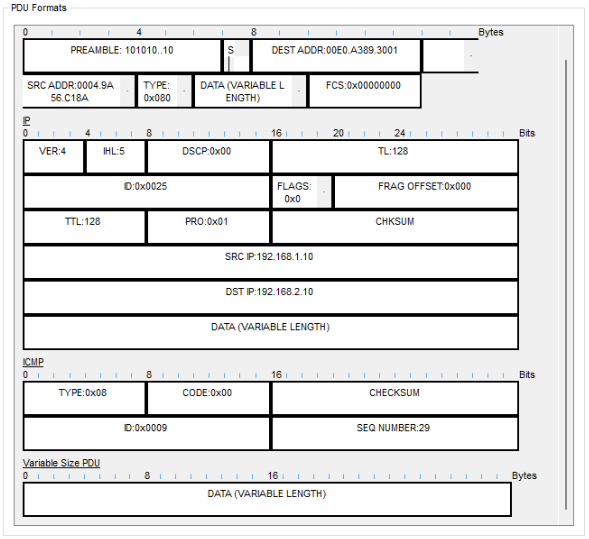 PDU Formats
0 4 8 Bytes
PREAMBLE: 101010..10 S DEST ADDR:00E0.A389.3001
SRC ADDR:0004.9A TYPE: DATA (VARIABLE L FCS:0x00000000
56.C18A 0x080 ENGTH)
IP
0 4 8 16 20 24 Bits
VER:4 IHL:5 DSCP:0x00 TL:128
ID:0x0025 FLAGS: FRAG OFFSET:0x000
0x0
TTL:128 PRO:0x01 CHKSUM
SRC IP:192.168.1.10
DST IP:192.168.2.10
DATA (VARIABLE LENGTH)
ICMP
0 8 16 Bits
TYPE:0x08 CODE:0x00 CHECKSUM
ID:0x0009 SEQ NUMBER:29
Variable Size PDU
0 8 16 Bytes
DATA (VARIABLE LENGTH)